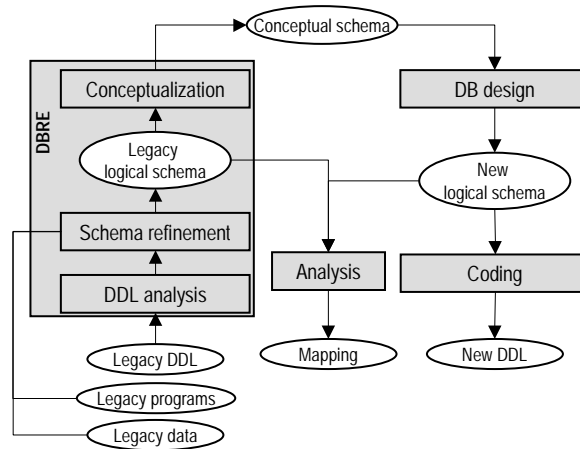 Conceptual schema
Conceptualization
DB design
DBRE
Legacy
logical schema
New
logical schema
Schema refinement
Analysis
Coding
DDL analysis
Legacy DDL
Mapping
New DDL
Legacy programs
Legacy data